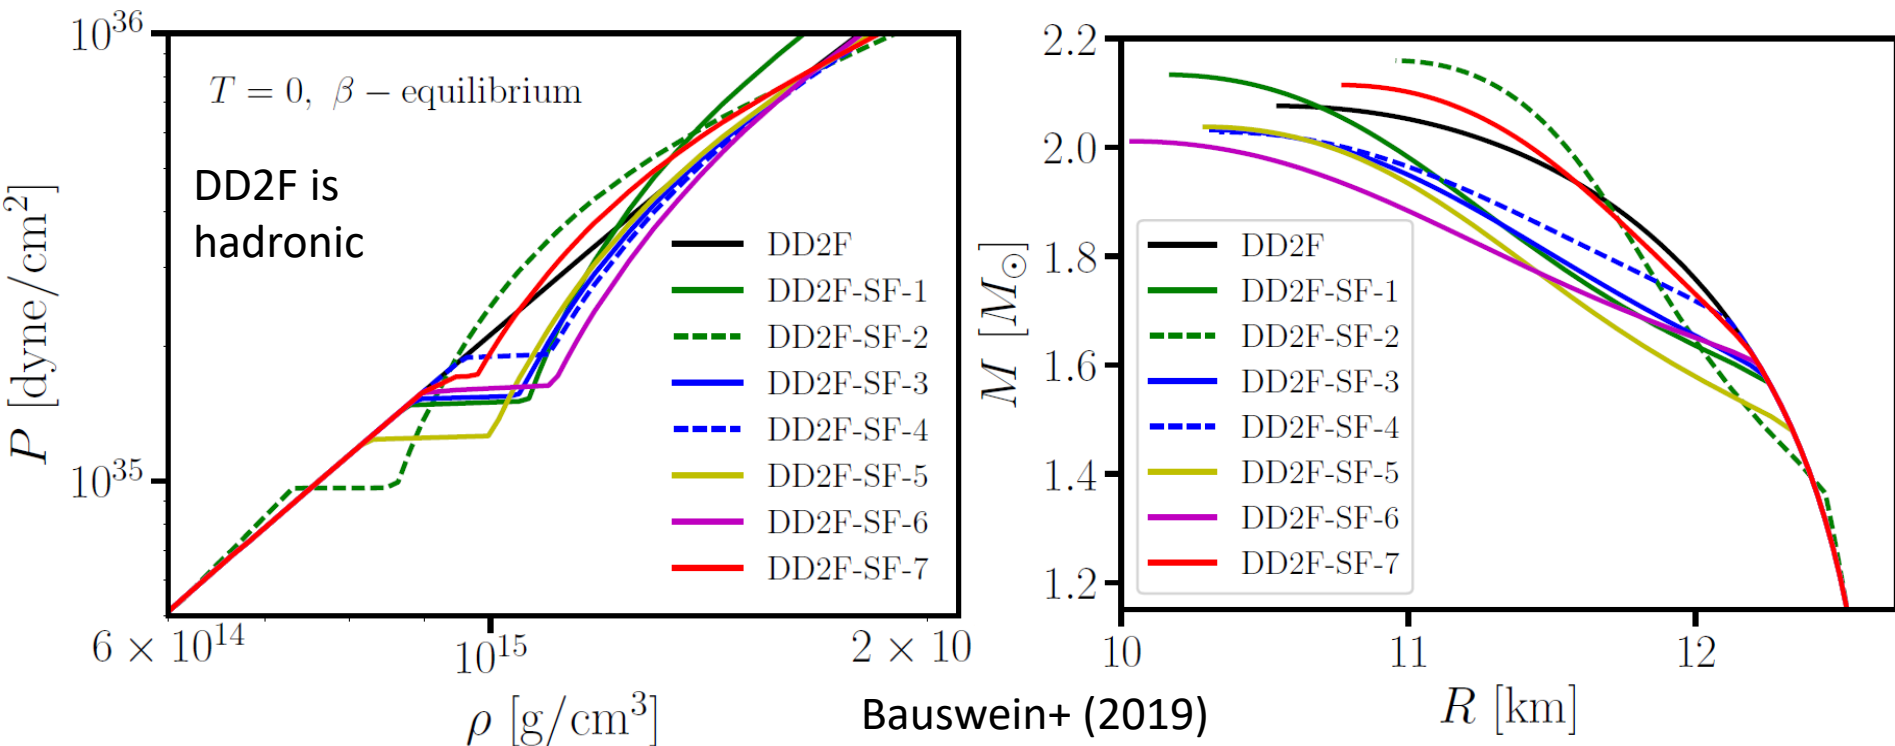 10^36
T = 0, β − equilibrium
DD2F is
hadronic
DD2F
DD2F-SF-1
DD2F-SF-2
DD2F-SF-3
DD2F-SF-4
DD2F-SF-5
DD2F-SF-6
DD2F-SF-7
P [dyne/cm^2]
10^35
6 × 10^14
10^15
2 × 10
ρ [g/cm^3]
2.2
2.0
1.8
1.6
1.4
1.2
M [M_⊙]
DD2F
DD2F-SF-1
DD2F-SF-2
DD2F-SF-3
DD2F-SF-4
DD2F-SF-5
DD2F-SF-6
DD2F-SF-7
10
11
12
R [km]
Bauswein+ (2019)